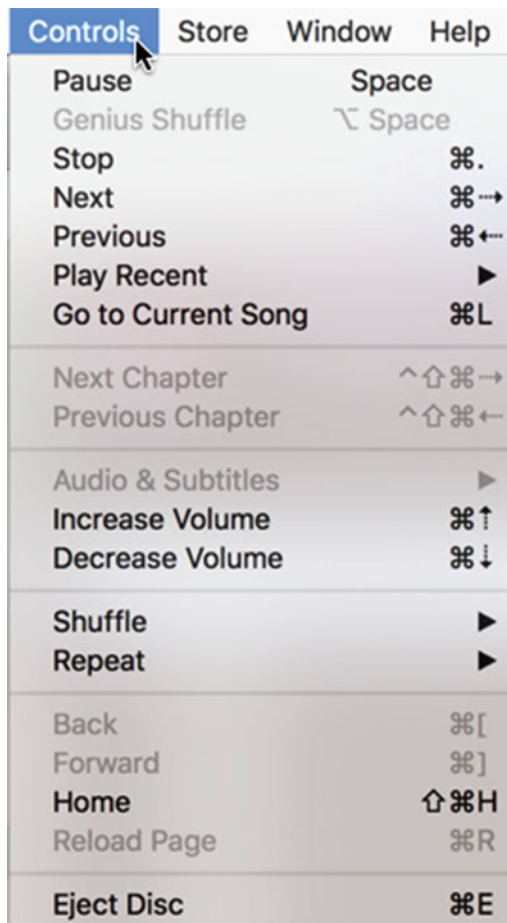 Controls Store Window Help
Pause Space
Genius Shuffle ⌥ Space
Stop ⌘.
Next ⌘→
Previous ⌘←
Play Recent ▶
Go to Current Song ⌘L
Next Chapter ^⇧⌘→
Previous Chapter ^⇧⌘←
Audio & Subtitles ▶
Increase Volume ⌘↑
Decrease Volume ⌘↓
Shuffle ▶
Repeat ▶
Back ⌘[
Forward ⌘]
Home ⇧⌘H
Reload Page ⌘R
Eject Disc ⌘E